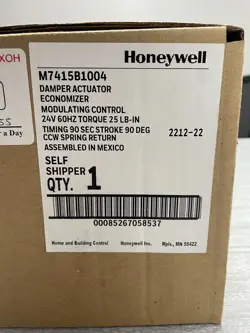 HOX
Honeywell
M7415B1004
DAMPER ACTUATOR
ECONOMIZER
MODULATING CONTROL
24V 60HZ TORQUE 25 LB-IN
TIMING 90 SEC STROKE 90 DEG
CCW SPRING RETURN
2212-22
ASSEMBLED IN MEXICO
SELF
SHIPPER
QTY. 1
00085267058537
Home and Building Control
Honeywell Inc.
Mpls, MN 55422
r a Day